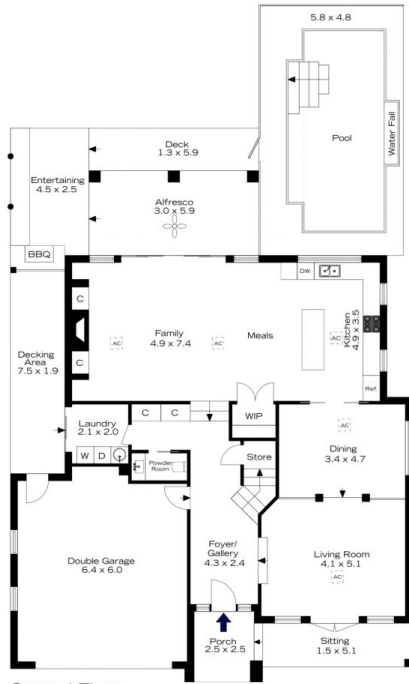 5.8 x 4.8
Pool
Water Fall
Deck
1.3 x 5.9
Entertaining
4.5 x 2.5
Alfresco
3.0 x 5.9
BBQ
DW
C
Family
4.9 x 7.4
Meals
Kitchen
4.9 x 3.5
AC
AC
AC
C
Decking
Area
7.5 x 1.9
Ref.
Laundry
2.1 x 2.0
C
C
WIP
AC
Dining
3.4 x 4.7
W
D
Powder
Room
Store
Double Garage
6.4 x 6.0
Foyer/
Gallery
4.3 x 2.4
Living Room
4.1 x 5.1
AC
Porch
2.5 x 2.5
Sitting
1.5 x 5.1